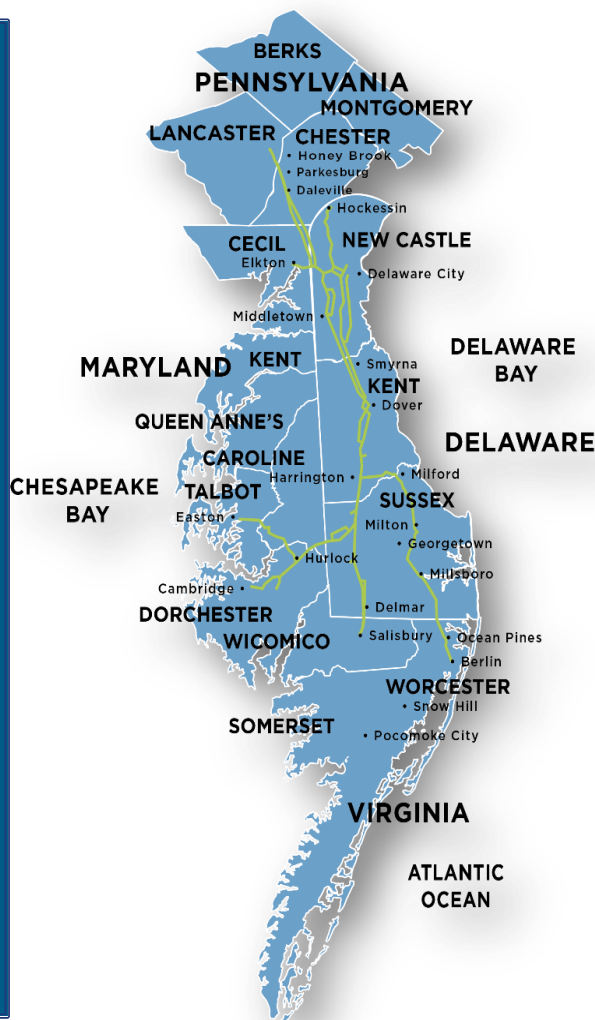 BERKS
PENNSYLVANIA
MONTGOMERY
LANCASTER
CHESTER
Honey Brook
Parkesburg
Daleville
Hockessin
CECIL
NEW CASTLE
Elkton
Delaware City
Middletown
DELAWARE
BAY
MARYLAND
KENT
Smyrna
KENT
Dover
QUEEN ANNE'S
DELAWARE
CAROLINE
Harrington
Milford
CHESAPEAKE
BAY
TALBOT
SUSSEX
Easton
Milton
Georgetown
Hurlock
Millsboro
Cambridge
DORCHESTER
Delmar
WICOMICO
Salisbury
Ocean Pines
Berlin
WORCESTER
Snow Hill
SOMERSET
Pocomoke City
VIRGINIA
ATLANTIC
OCEAN